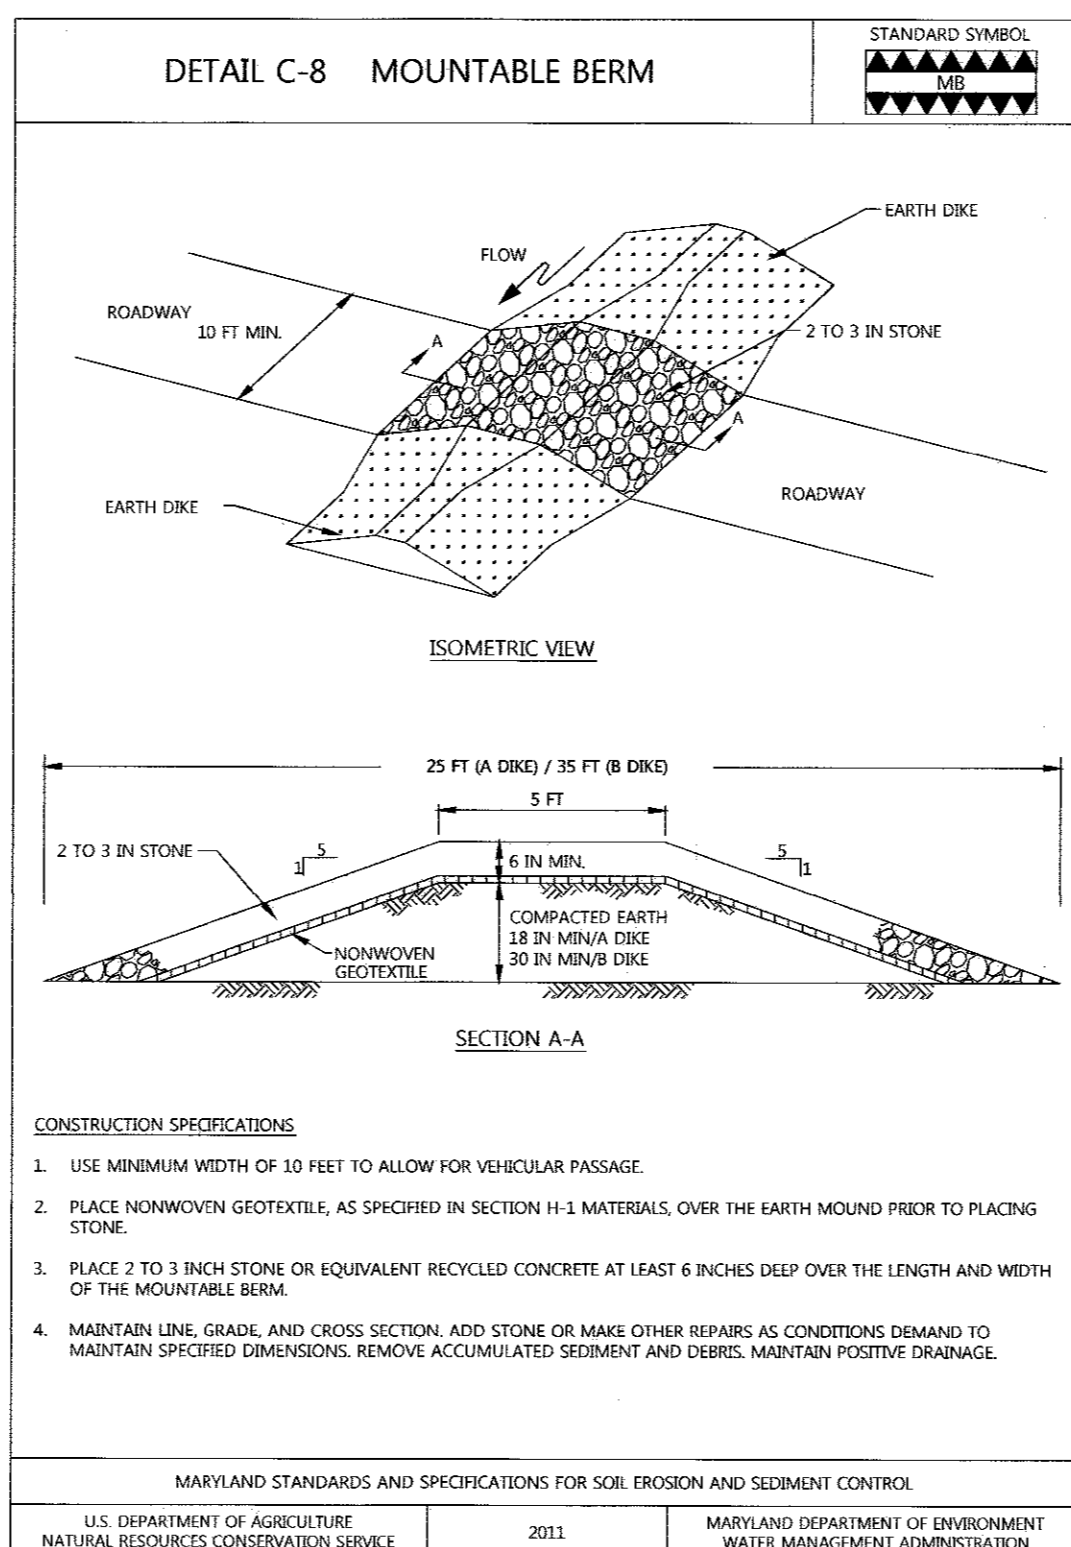 DETAIL C-8 MOUNTABLE BERM
STANDARD SYMBOL
MB
EARTH DIKE
FLOW
ROADWAY
10 FT MIN.
2 TO 3 IN STONE
A
A
ROADWAY
EARTH DIKE
ISOMETRIC VIEW
25 FT (A DIKE) / 35 FT (B DIKE)
5 FT
2 TO 3 IN STONE
5
1
6 IN MIN.
5
1
COMPACTED EARTH
18 IN MIN/A DIKE
30 IN MIN/B DIKE
NONWOVEN
GEOTEXTILE
SECTION A-A
CONSTRUCTION SPECIFICATIONS
1. USE MINIMUM WIDTH OF 10 FEET TO ALLOW FOR VEHICULAR PASSAGE.
2. PLACE NONWOVEN GEOTEXTILE, AS SPECIFIED IN SECTION H-1 MATERIALS, OVER THE EARTH MOUND PRIOR TO PLACING
STONE.
3. PLACE 2 TO 3 INCH STONE OR EQUIVALENT RECYCLED CONCRETE AT LEAST 6 INCHES DEEP OVER THE LENGTH AND WIDTH
OF THE MOUNTABLE BERM.
4. MAINTAIN LINE, GRADE, AND CROSS SECTION. ADD STONE OR MAKE OTHER REPAIRS AS CONDITIONS DEMAND TO
MAINTAIN SPECIFIED DIMENSIONS. REMOVE ACCUMULATED SEDIMENT AND DEBRIS. MAINTAIN POSITIVE DRAINAGE.
MARYLAND STANDARDS AND SPECIFICATIONS FOR SOIL EROSION AND SEDIMENT CONTROL
U.S. DEPARTMENT OF AGRICULTURE
NATURAL RESOURCES CONSERVATION SERVICE
2011
MARYLAND DEPARTMENT OF ENVIRONMENT
WATER MANAGEMENT ADMINISTRATION